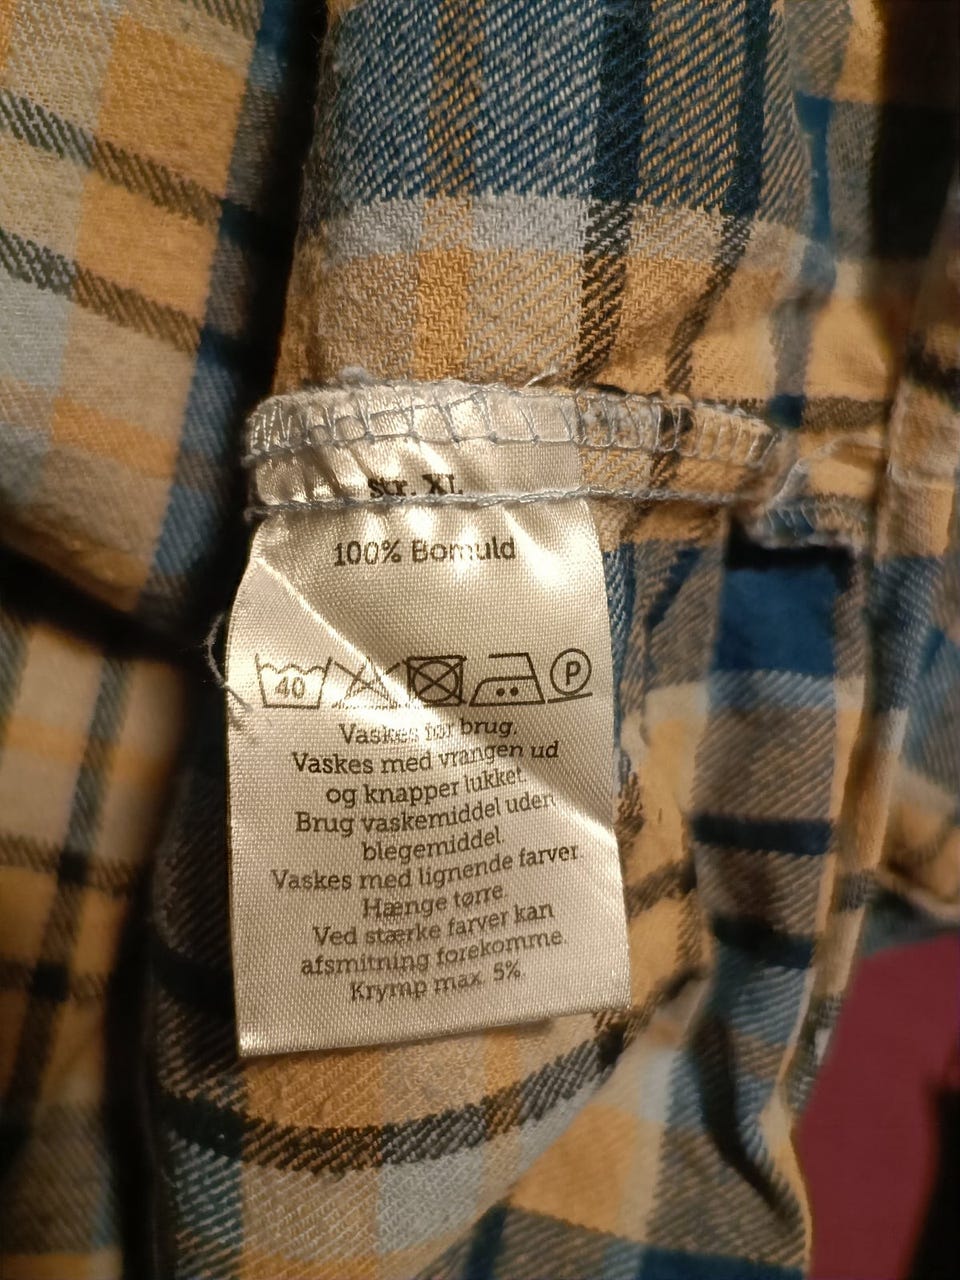 Str. XL
100% Bomuld
40 P
Vaskes før brug.
Vaskes med vrangen ud
og knapper lukket.
Brug vaskemiddel uden
blegemiddel.
Vaskes med lignende farver.
Hænge tørre.
Ved stærke farver kan
afsmitning forekomme.
Krymp max. 5%.